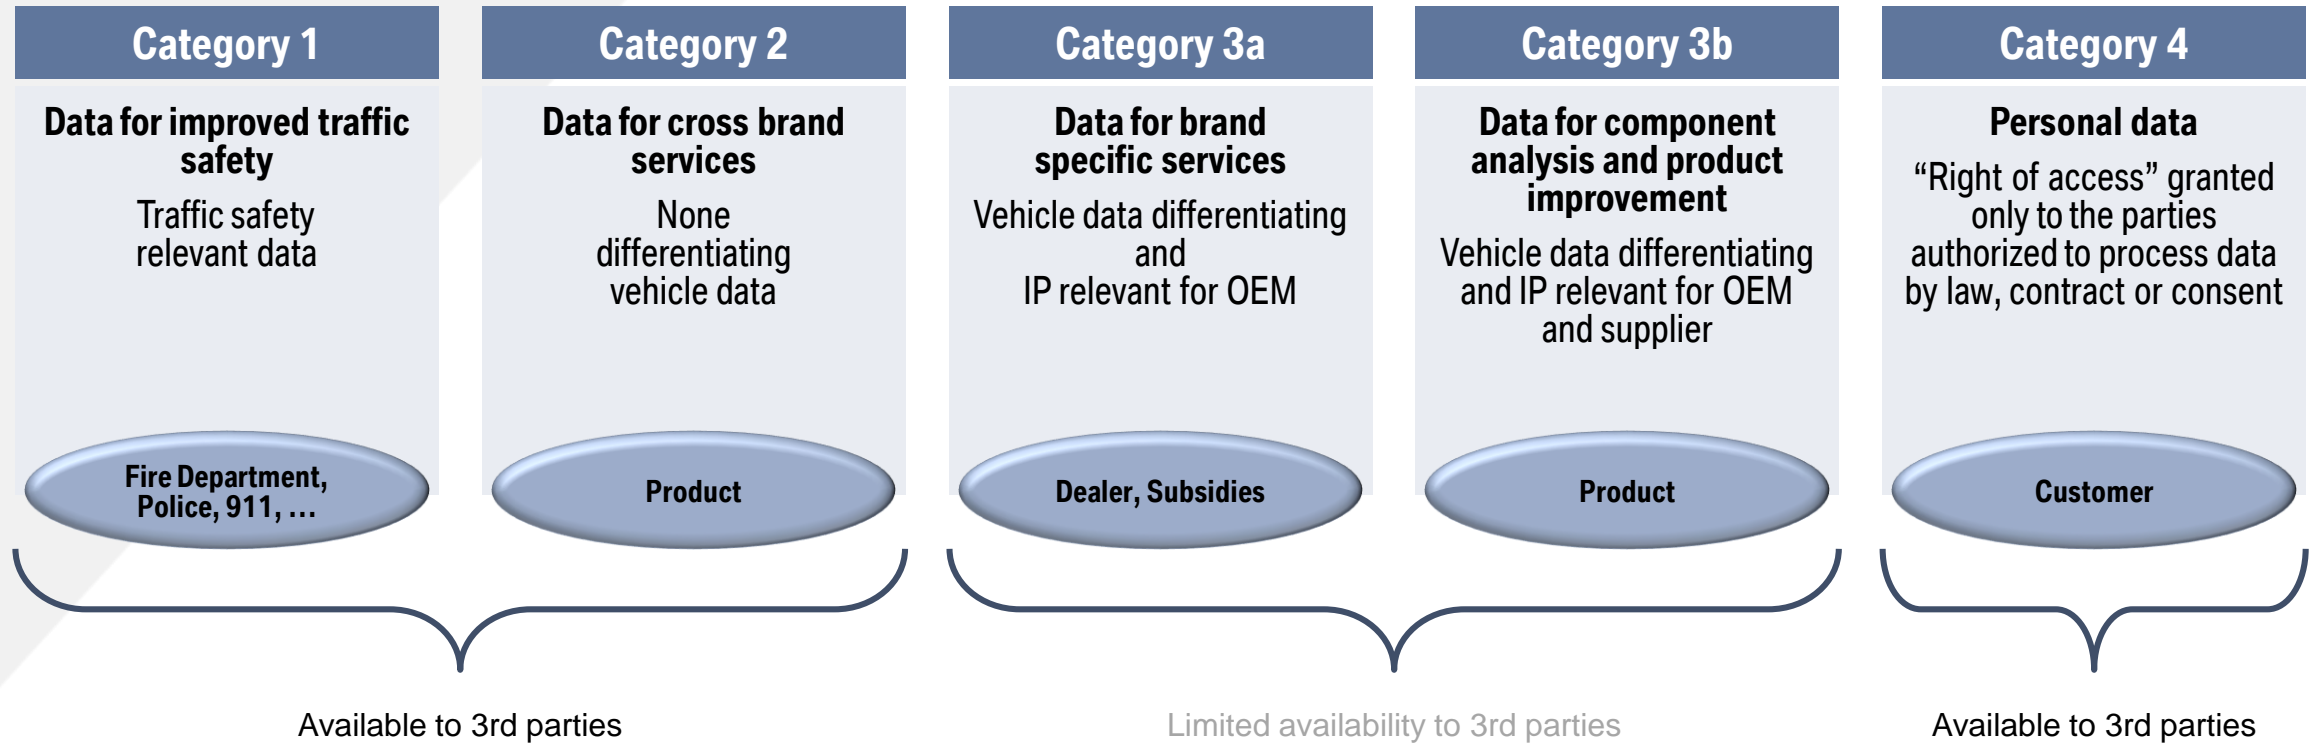 Category 1
Data for improved traffic
safety
Traffic safety
relevant data
Fire Department,
Police, 911, …
Category 2
Data for cross brand
services
None
differentiating
vehicle data
Product
Category 3a
Data for brand
specific services
Vehicle data differentiating
and
IP relevant for OEM
Dealer, Subsidies
Category 3b
Data for component
analysis and product
improvement
Vehicle data differentiating
and IP relevant for OEM
and supplier
Product
Category 4
Personal data
“Right of access” granted
only to the parties
authorized to process data
by law, contract or consent
Customer
Available to 3rd parties
Limited availability to 3rd parties
Available to 3rd parties